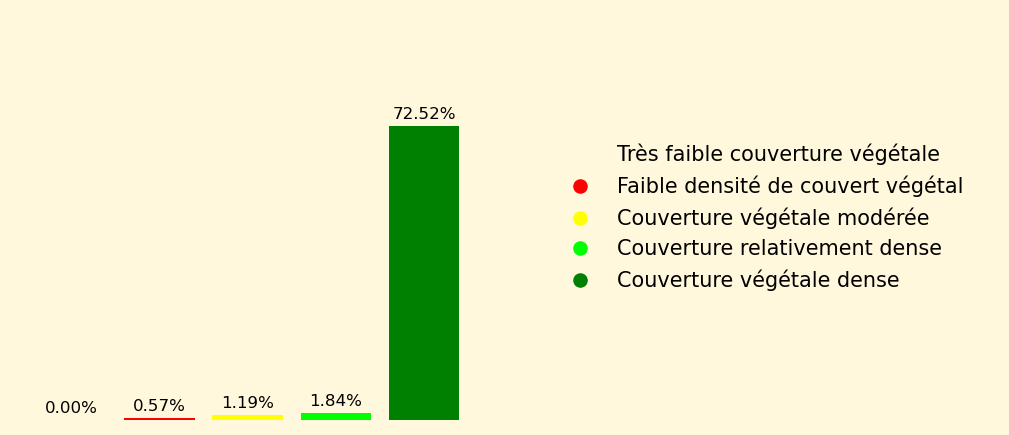 72.52%
0.00%
0.57%
1.19%
1.84%
Très faible couverture végétale
Faible densité de couvert végétal
Couverture végétale modérée
Couverture relativement dense
Couverture végétale dense